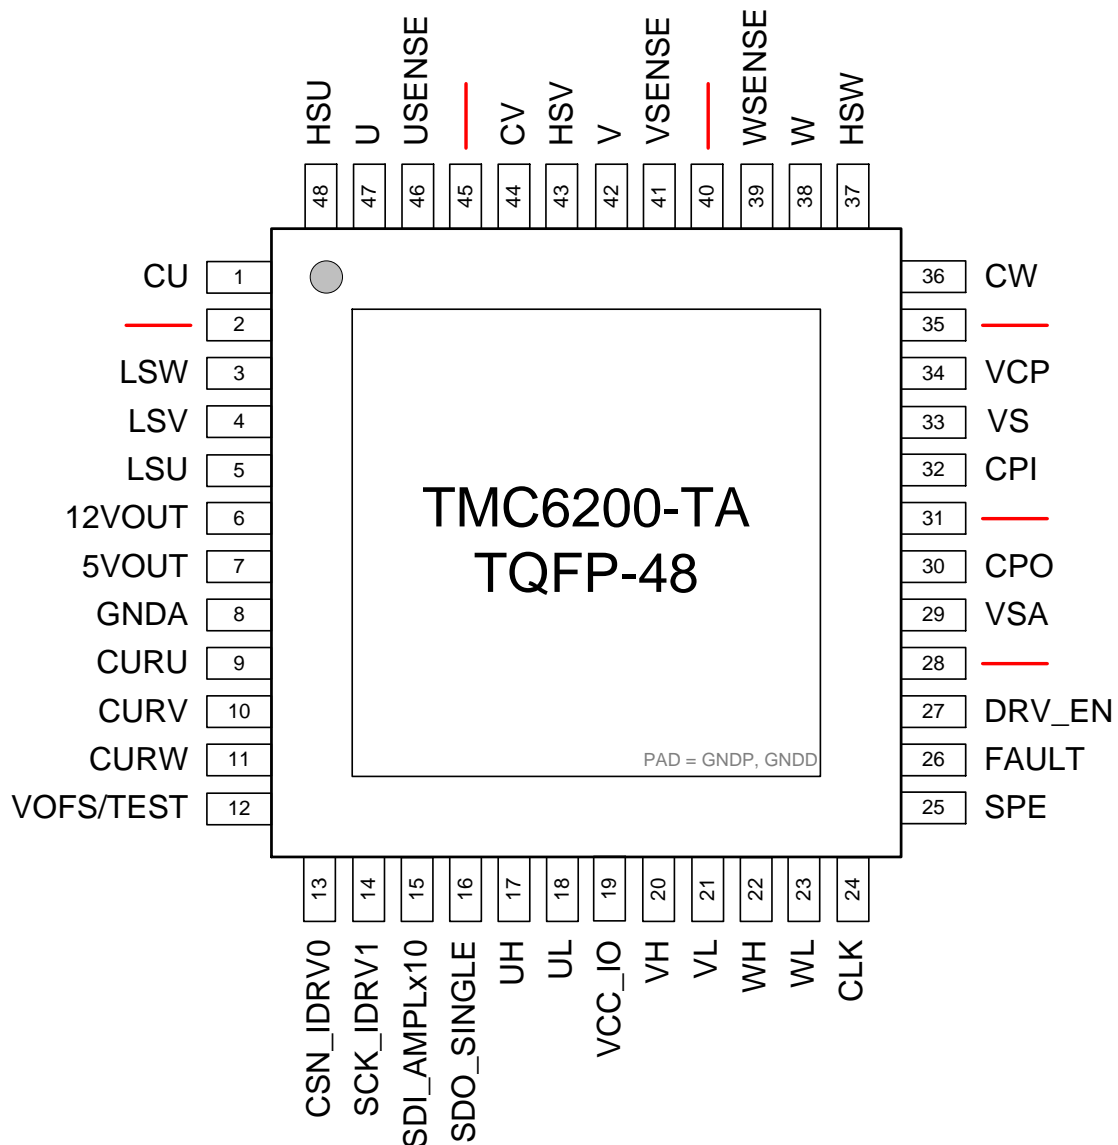 HSU
U
USENSE
CV
HSV
V
VSENSE
WSENSE
W
HSW
48
47
46
45
44
43
42
41
40
39
38
37
CU 1
2
LSW 3
LSV 4
LSU 5
12VOUT 6
5VOUT 7
GNDA 8
CURU 9
CURV 10
CURW 11
VOFS/TEST 12
TMC6200-TA
TQFP-48
PAD = GNDP, GNDD
36 CW
35
34 VCP
33 VS
32 CPI
31
30 CPO
29 VSA
28
27 DRV_EN
26 FAULT
25 SPE
13
14
15
16
17
18
19
20
21
22
23
24
CSN_IDRV0
SCK_IDRV1
SDI_AMPLx10
SDO_SINGLE
UH
UL
VCC_IO
VH
VL
WH
WL
CLK